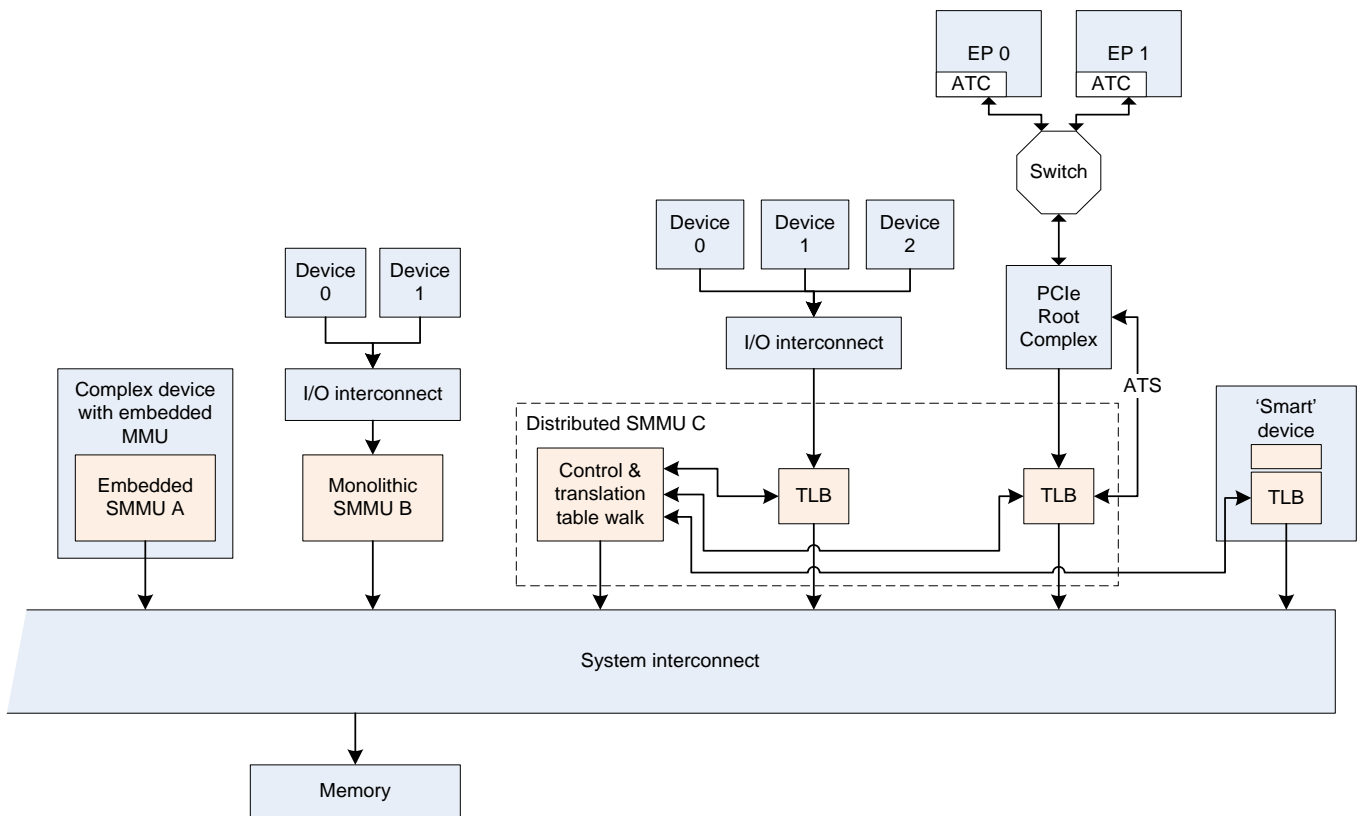 EP 0
ATC
EP 1
ATC
Switch
Device
0
Device
1
Device
2
Device
0
Device
1
PCIe
Root
Complex
I/O interconnect
I/O interconnect
ATS
Complex device
with embedded
MMU
Embedded
SMMU A
Monolithic
SMMU B
Distributed SMMU C
Control &
translation
table walk
TLB
TLB
‘Smart’
device
TLB
System interconnect
Memory